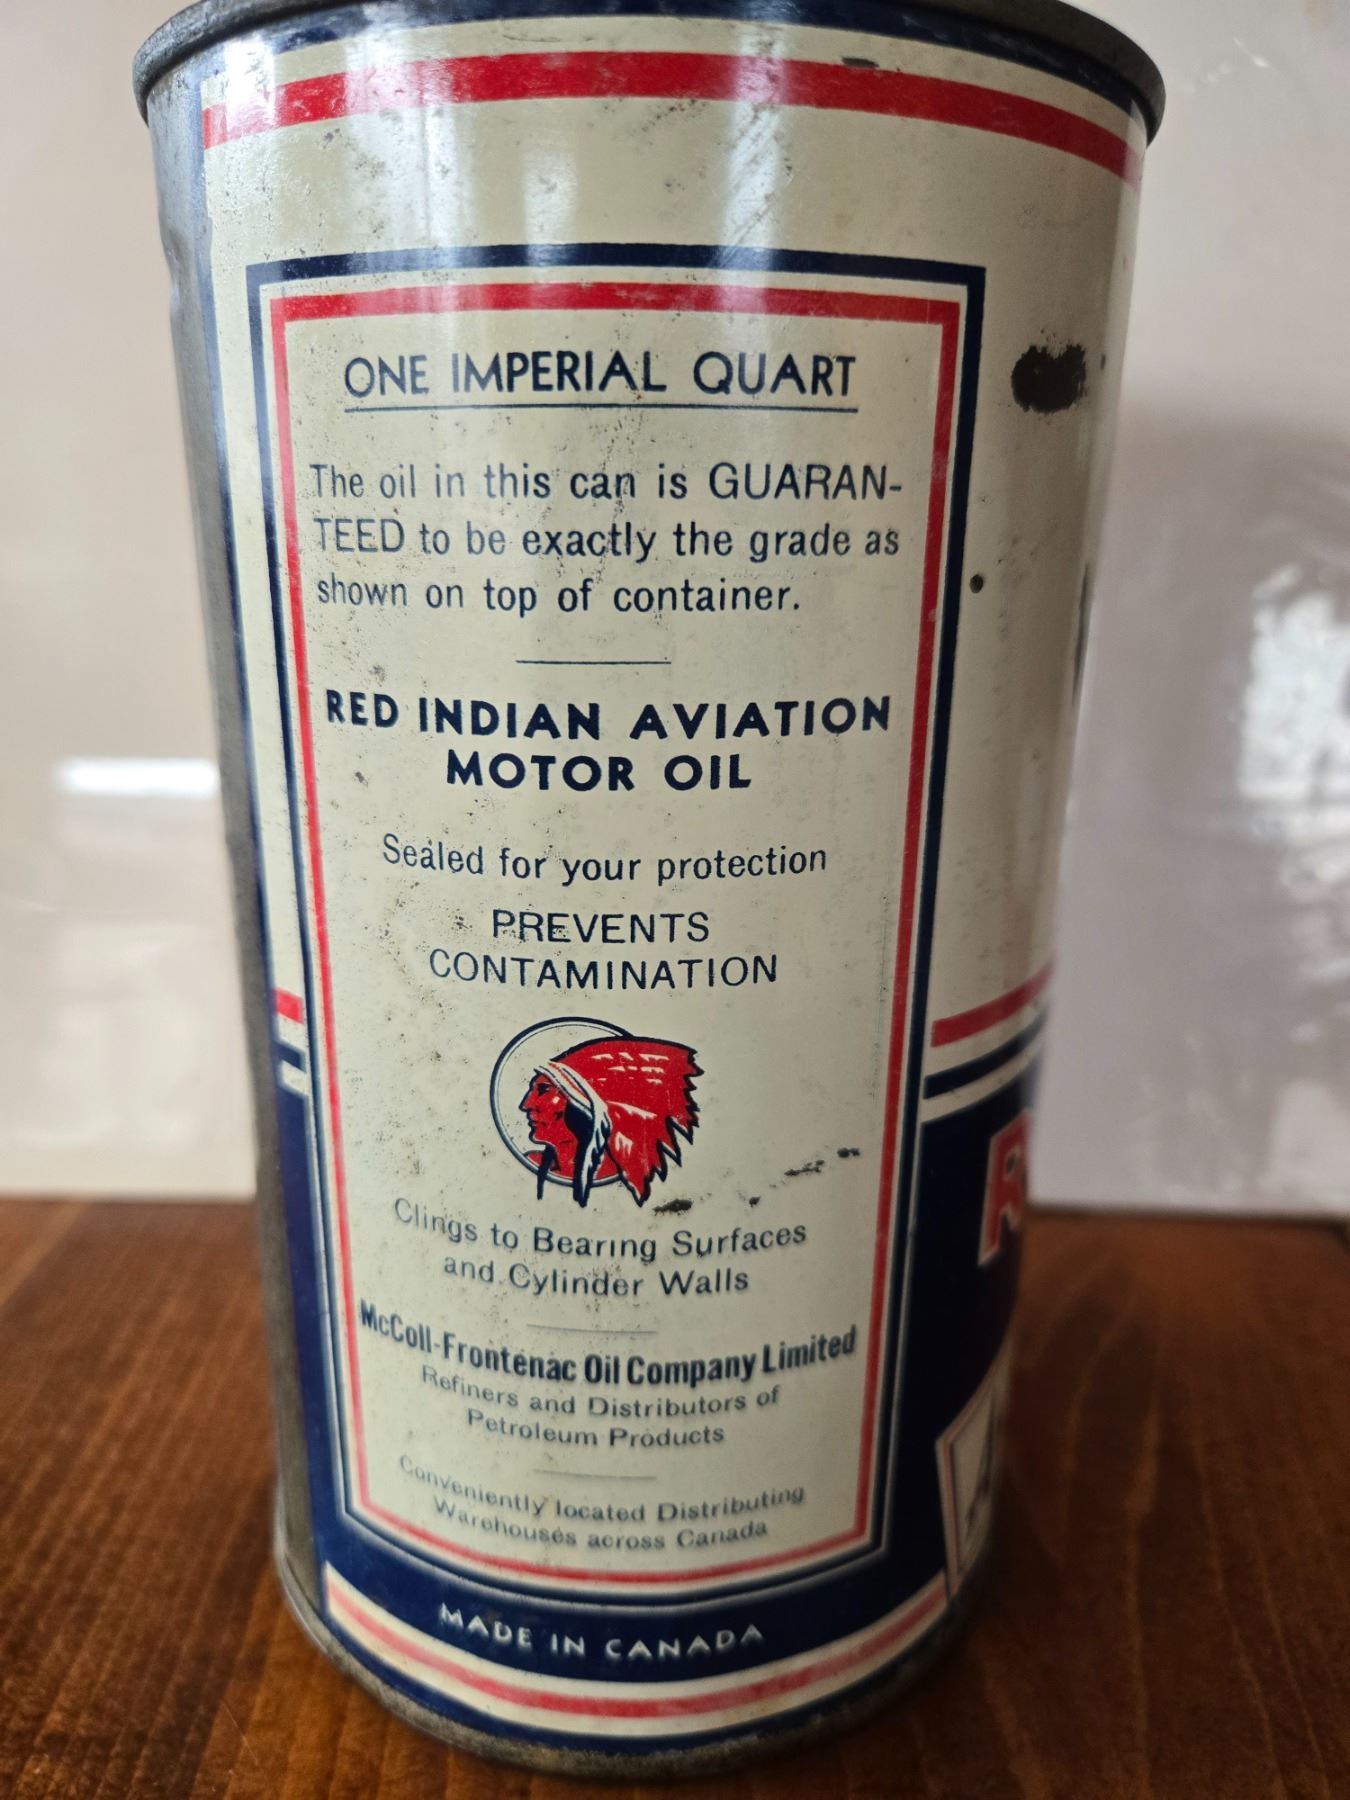 ONE IMPERIAL QUART
The oil in this can is GUARAN-
TEED to be exactly the grade as
shown on top of container.
RED INDIAN AVIATION
MOTOR OIL
Sealed for your protection
PREVENTS
CONTAMINATION
Clings to Bearing Surfaces
and Cylinder Walls
McColl-Frontenac Oil Company Limited
Refiners and Distributors of
Petroleum Products
Conveniently located Distributing
Warehouses across Canada
MADE IN CANADA